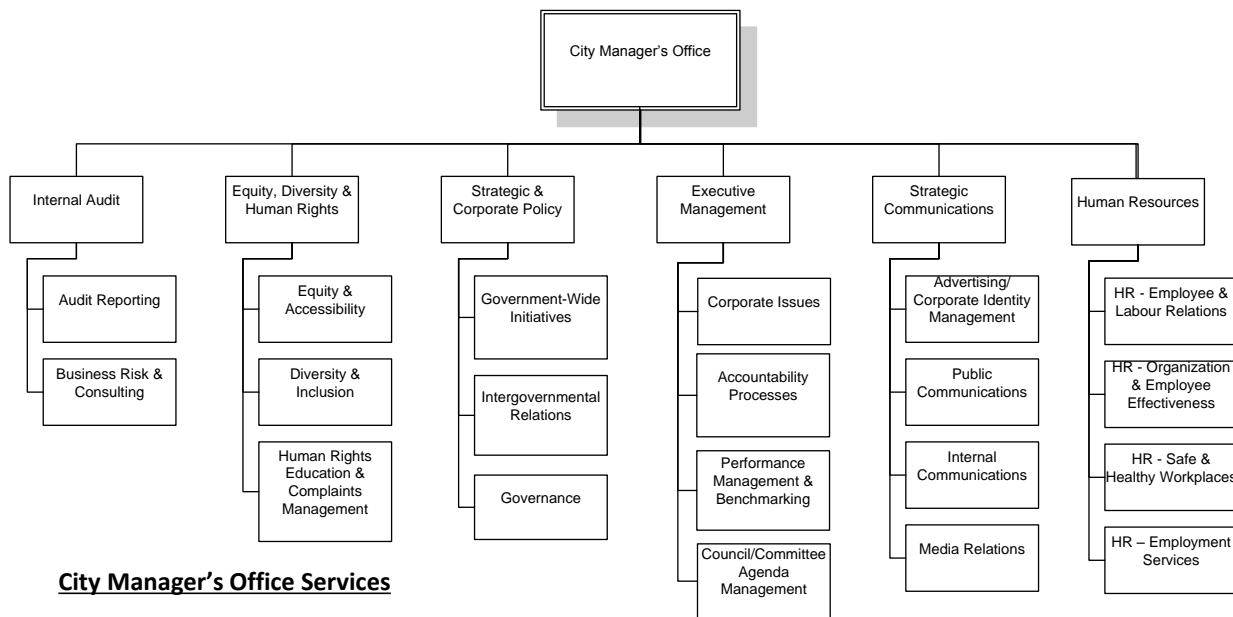 City Manager's Office
Internal Audit
Equity, Diversity &
Human Rights
Strategic &
Corporate Policy
Executive
Management
Strategic
Communications
Human Resources
Audit Reporting
Business Risk &
Consulting
Equity &
Accessibility
Diversity &
Inclusion
Human Rights
Education &
Complaints
Management
Government-Wide
Initiatives
Intergovernmental
Relations
Governance
Corporate Issues
Accountability
Processes
Performance
Management &
Benchmarking
Council/Committee
Agenda
Management
Advertising/
Corporate Identity
Management
Public
Communications
Internal
Communications
Media Relations
HR - Employee &
Labour Relations
HR - Organization
& Employee
Effectiveness
HR - Safe &
Healthy Workplaces
HR – Employment
Services
City Manager's Office Services